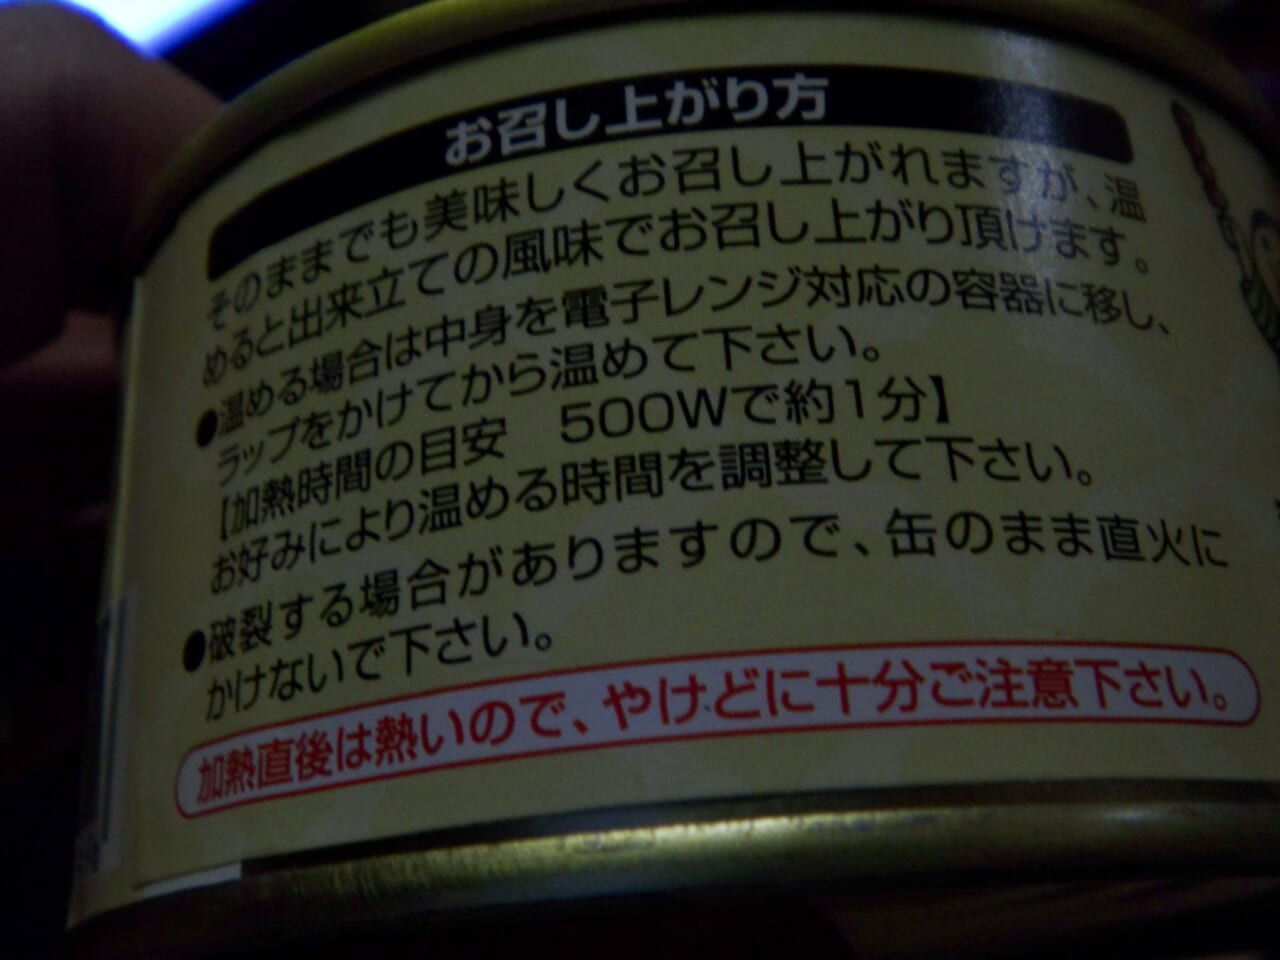 お召し上がり方
そのままでも美味しくお召し上がれますが、温
めると出来立ての風味でお召し上がり頂けます。
●温める場合は中身を電子レンジ対応の容器に移し、
ラップをかけてから温めて下さい。
【加熱時間の目安　500Wで約1分】
お好みにより温める時間を調整して下さい。
●破裂する場合がありますので、缶のまま直火に
かけないで下さい。
加熱直後は熱いので、やけどに十分ご注意下さい。